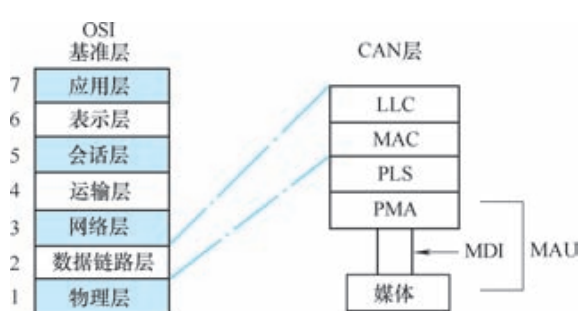 OSI
基准层
7 应用层
6 表示层
5 会话层
4 运输层
3 网络层
2 数据链路层
1 物理层
CAN层
LLC
MAC
PLS
PMA
MDI
MAU
媒体